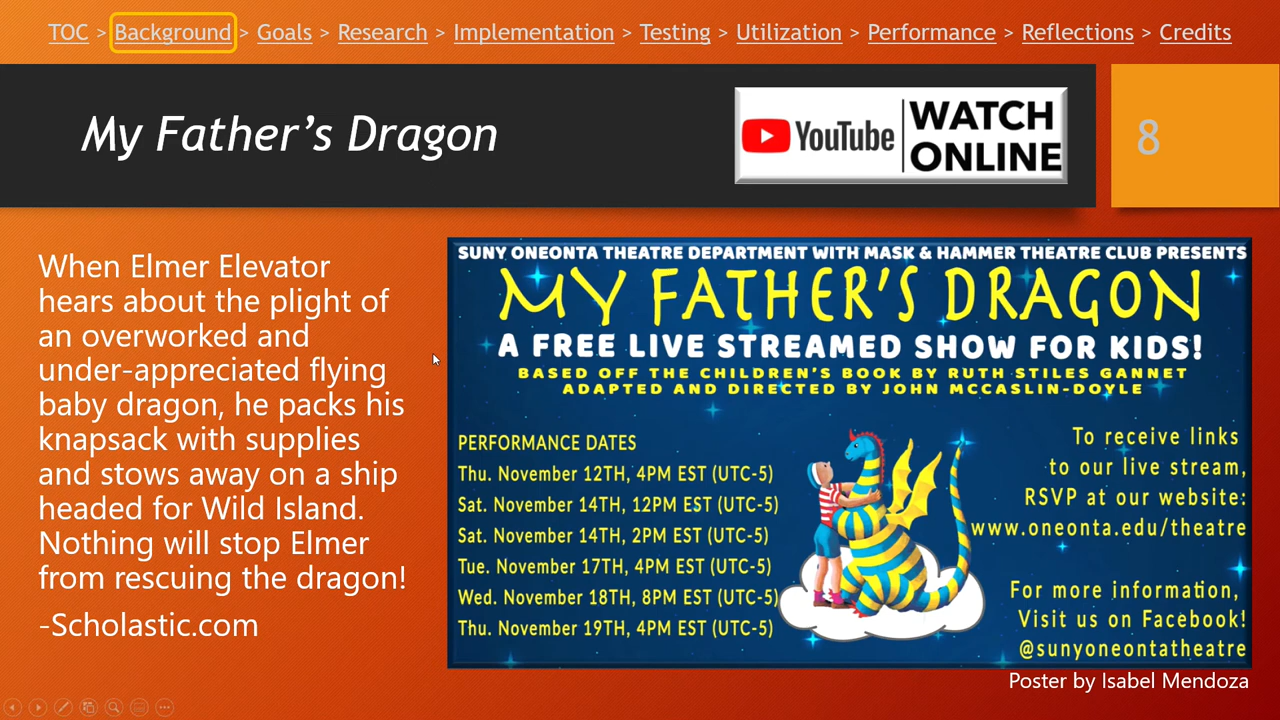 TOC > Background > Goals > Research > Implementation > Testing > Utilization > Performance > Reflections > Credits
My Father's Dragon
YouTube
WATCH
ONLINE
8
When Elmer Elevator
hears about the plight of
an overworked and
under-appreciated flying
baby dragon, he packs his
knapsack with supplies
and stows away on a ship
headed for Wild Island.
Nothing will stop Elmer
from rescuing the dragon!
-Scholastic.com
SUNY ONEONTA THEATRE DEPARTMENT WITH MASK & HAMMER THEATRE CLUB PRESENTS
MY FATHER'S DRAGON
A FREE LIVE STREAMED SHOW FOR KIDS!
BASED OFF THE CHILDREN'S BOOK BY RUTH STILES GANNET
ADAPTED AND DIRECTED BY JOHN MCCASLIN-DOYLE
PERFORMANCE DATES
Thu. November 12TH, 4PM EST (UTC-5)
Sat. November 14TH, 12PM EST (UTC-5)
Sat. November 14TH, 2PM EST (UTC-5)
Tue. November 17TH, 4PM EST (UTC-5)
Wed. November 18TH, 8PM EST (UTC-5)
Thu. November 19TH, 4PM EST (UTC-5)
To receive links
to our live stream,
RSVP at our website:
www.oneonta.edu/theatre
For more information,
Visit us on Facebook!
@sunyoneontatheatre
Poster by Isabel Mendoza